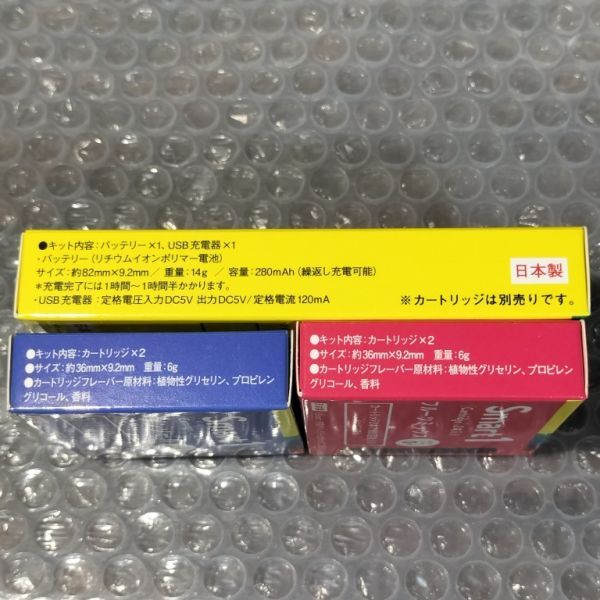 ●キット内容：バッテリー×1、USB充電器×1
・バッテリー（リチウムイオンポリマー電池）
サイズ：約82mm×9.2mm／重量：14g ／ 容量：280mAh（繰返し充電可能）
＊充電完了には1時間〜1時間半かかります。
・USB充電器：定格電圧入力DC5V 出力DC5V/定格電流120mA
日本製
※カートリッジは別売りです。
●キット内容：カートリッジ×2
●サイズ：約36mm×9.2mm／重量：6g
●カートリッジフレーバー原材料：植物性グリセリン、プロピレン
グリコール、香料
●キット内容：カートリッジ×2
●サイズ：約36mm×9.2mm／重量：6g
●カートリッジフレーバー原材料：植物性グリセリン、プロピレン
グリコール、香料
Smart